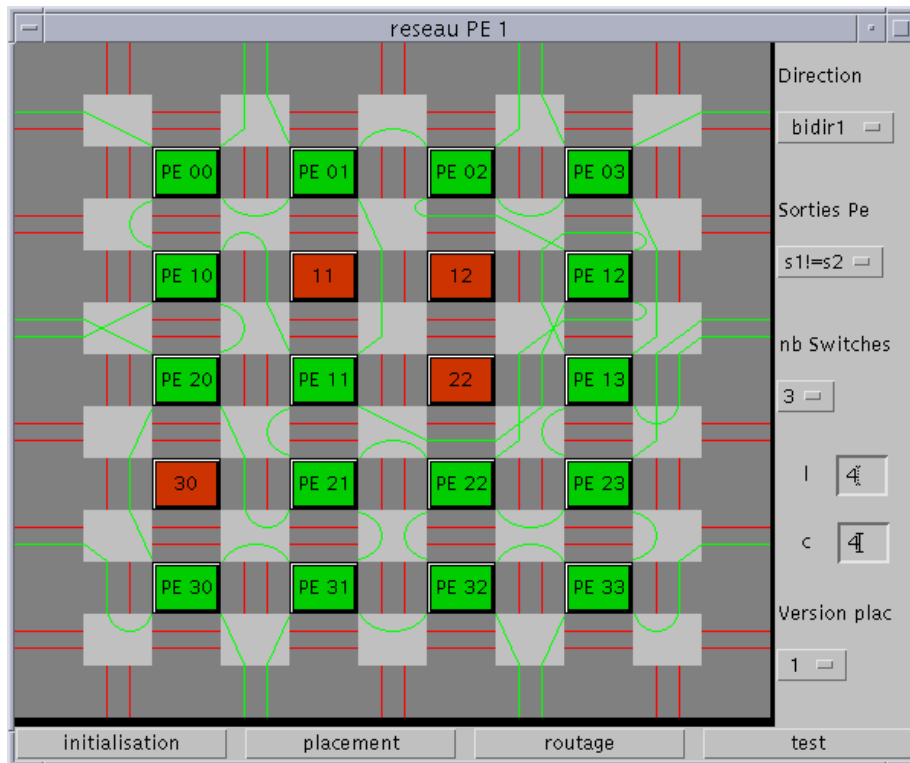 reseau PE 1
Direction
bidir1
Sorties Pe
s1!=s2
nb Switches
3
l 4
c 4
Version plac
1
PE 00 PE 01 PE 02 PE 03
PE 10 11 12 PE 12
PE 20 PE 11 22 PE 13
30 PE 21 PE 22 PE 23
PE 30 PE 31 PE 32 PE 33
initialisation placement routage test